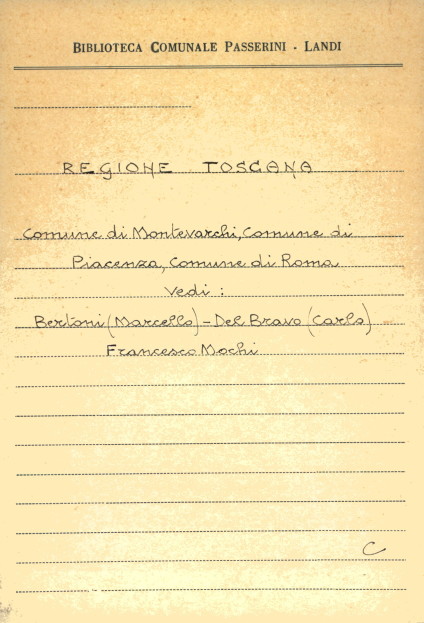 BIBLIOTECA COMUNALE PASSERINI - LANDI
REGIONE TOSCANA
Comune di Montevarchi, Comune di
Piacenza, Comune di Roma
Vedi :
Bertoni (Marcello) - Del Bravo (Carlo)
Francesco Mochi
C